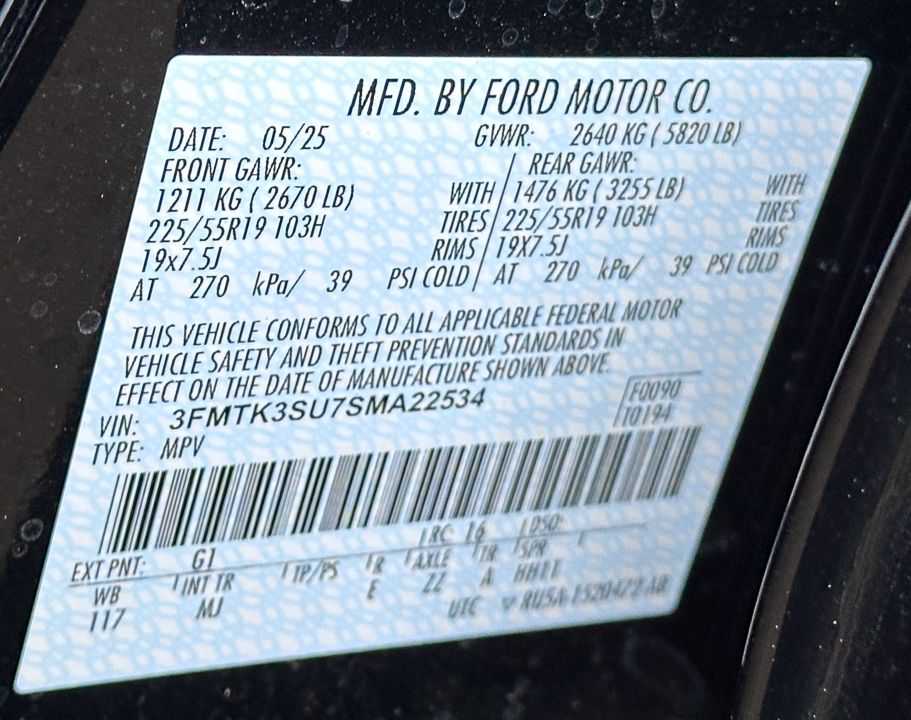 MFD. BY FORD MOTOR CO.
DATE: 05/25 GVWR: 2640 KG ( 5820 LB)
FRONT GAWR: / REAR GAWR:
1211 KG ( 2670 LB) WITH / 1476 KG ( 3255 LB) WITH
225/55R19 103H TIRES / 225/55R19 103H TIRES
19x7.5J RIMS / 19X7.5J RIMS
AT 270 kPa/ 39 PSI COLD / AT 270 kPa/ 39 PSI COLD
THIS VEHICLE CONFORMS TO ALL APPLICABLE FEDERAL MOTOR
VEHICLE SAFETY AND THEFT PREVENTION STANDARDS IN
EFFECT ON THE DATE OF MANUFACTURE SHOWN ABOVE.
VIN: 3FMTK3SU7SMA22534 F0090
TYPE: MPV T0194
EXT PNT: G1 RC: 16 DSO:
WB INT TR TP/PS R AXLE TR SPR
117 MJ E ZZ A HH11
UTC